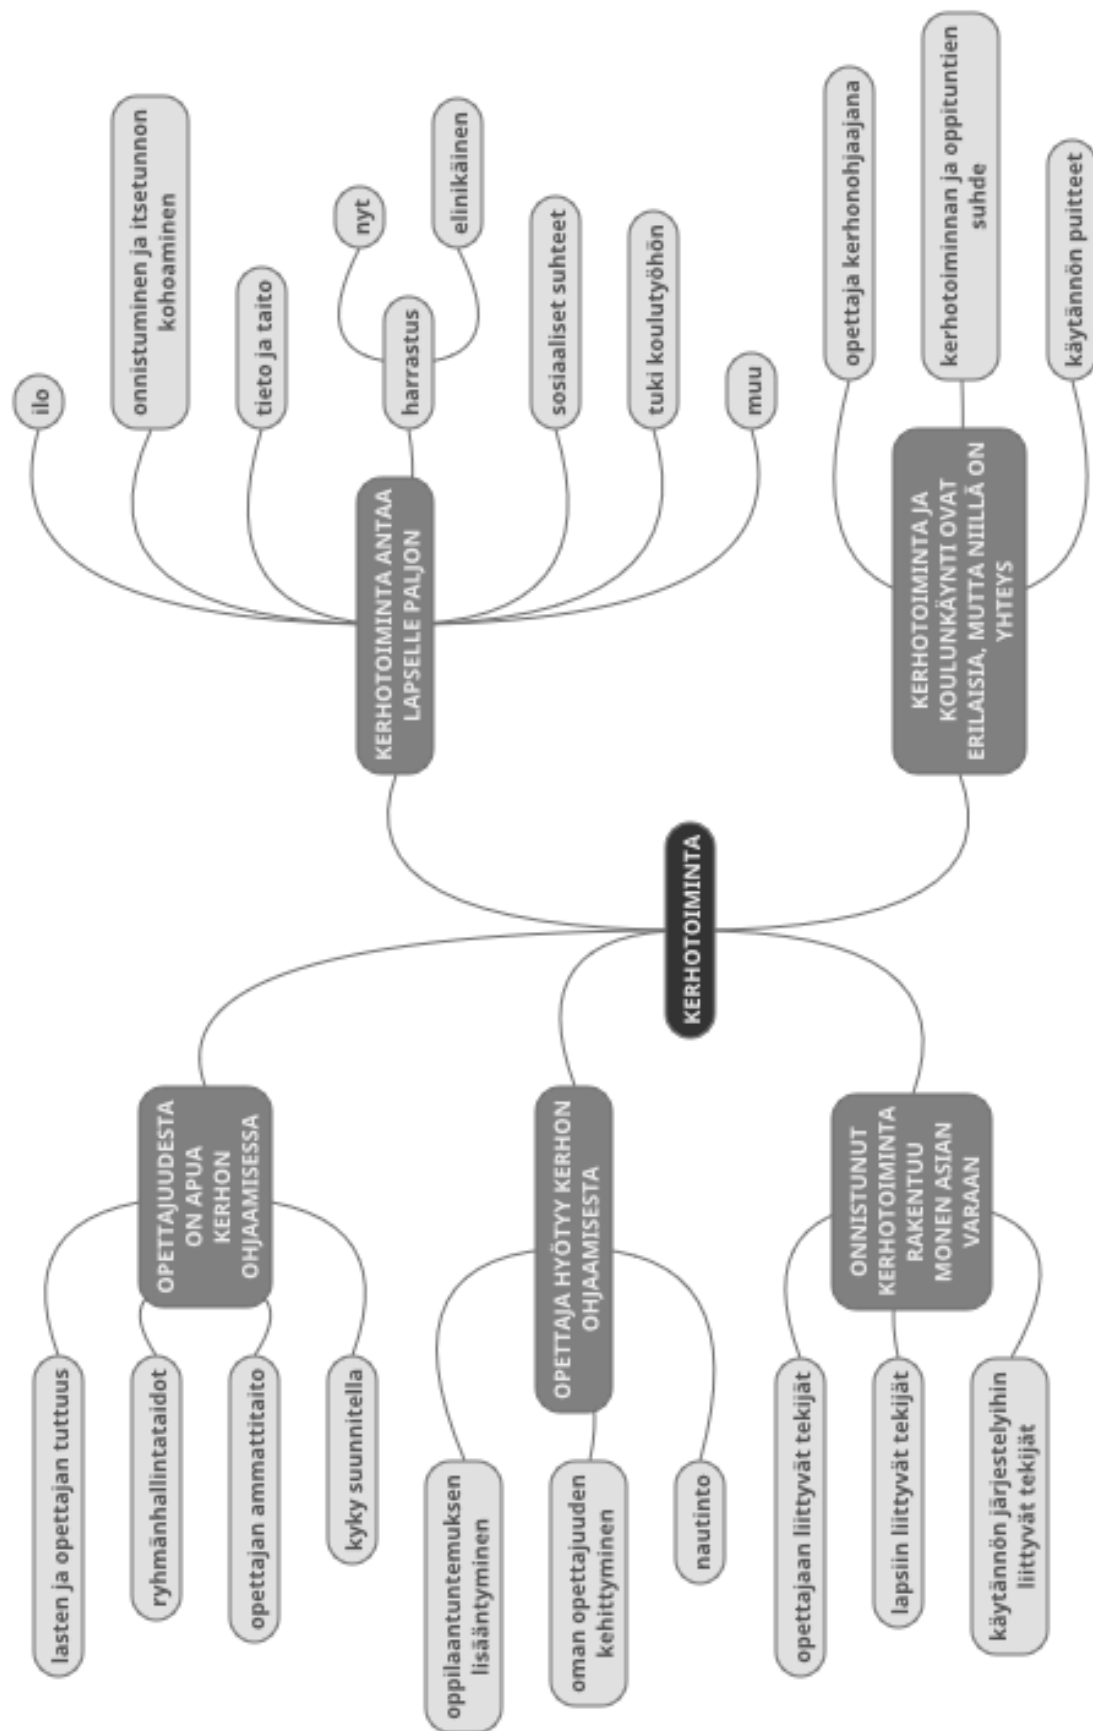 lasten ja opettajan tuttuus
ryhmänhallintataidot
opettajan ammattitaito
kyky suunnitella
OPETTAJUUDESTA
ON APUA
KERHON
OHJAAMISESSA
oppilaantuntemuksen
lisääntyminen
oman opettajuuden
kehittyminen
nautinto
OPETTAJA HYÖTYY KERHON
OHJAAMISESTA
opettajaan liittyvät tekijät
lapsiin liittyvät tekijät
käytännön järjestelyihin
liittyvät tekijät
ONNISTUNUT
KERHOTOIMINTA
RAKENTUU
MONEN ASIAN
VARAAN
KERHOTOIMINTA
KERHOTOIMINTA ANTAA
LAPSELLE PALJON
ilo
onnistuminen ja itsetunnon
kohoaminen
tieto ja taito
harrastus
nyt
elinikäinen
sosiaaliset suhteet
tuki koulutyöhön
muu
KERHOTOIMINTA JA
KOULUNKÄYNTI OVAT
ERILAISIA, MUTTA NIILLÄ ON
YHTEYS
opettaja kerhonohjaajana
kerhotoiminnan ja oppituntien
suhde
käytännön puitteet